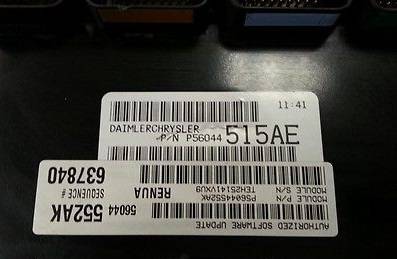 11:41
DAIMLERCHRYSLER
P/N P56044 515AE
AUTHORIZED SOFTWARE UPDATE
MODULE P/N P56044552AK
MODULE S/N
56044 552AK
RENUA
SEQUENCE # 637840